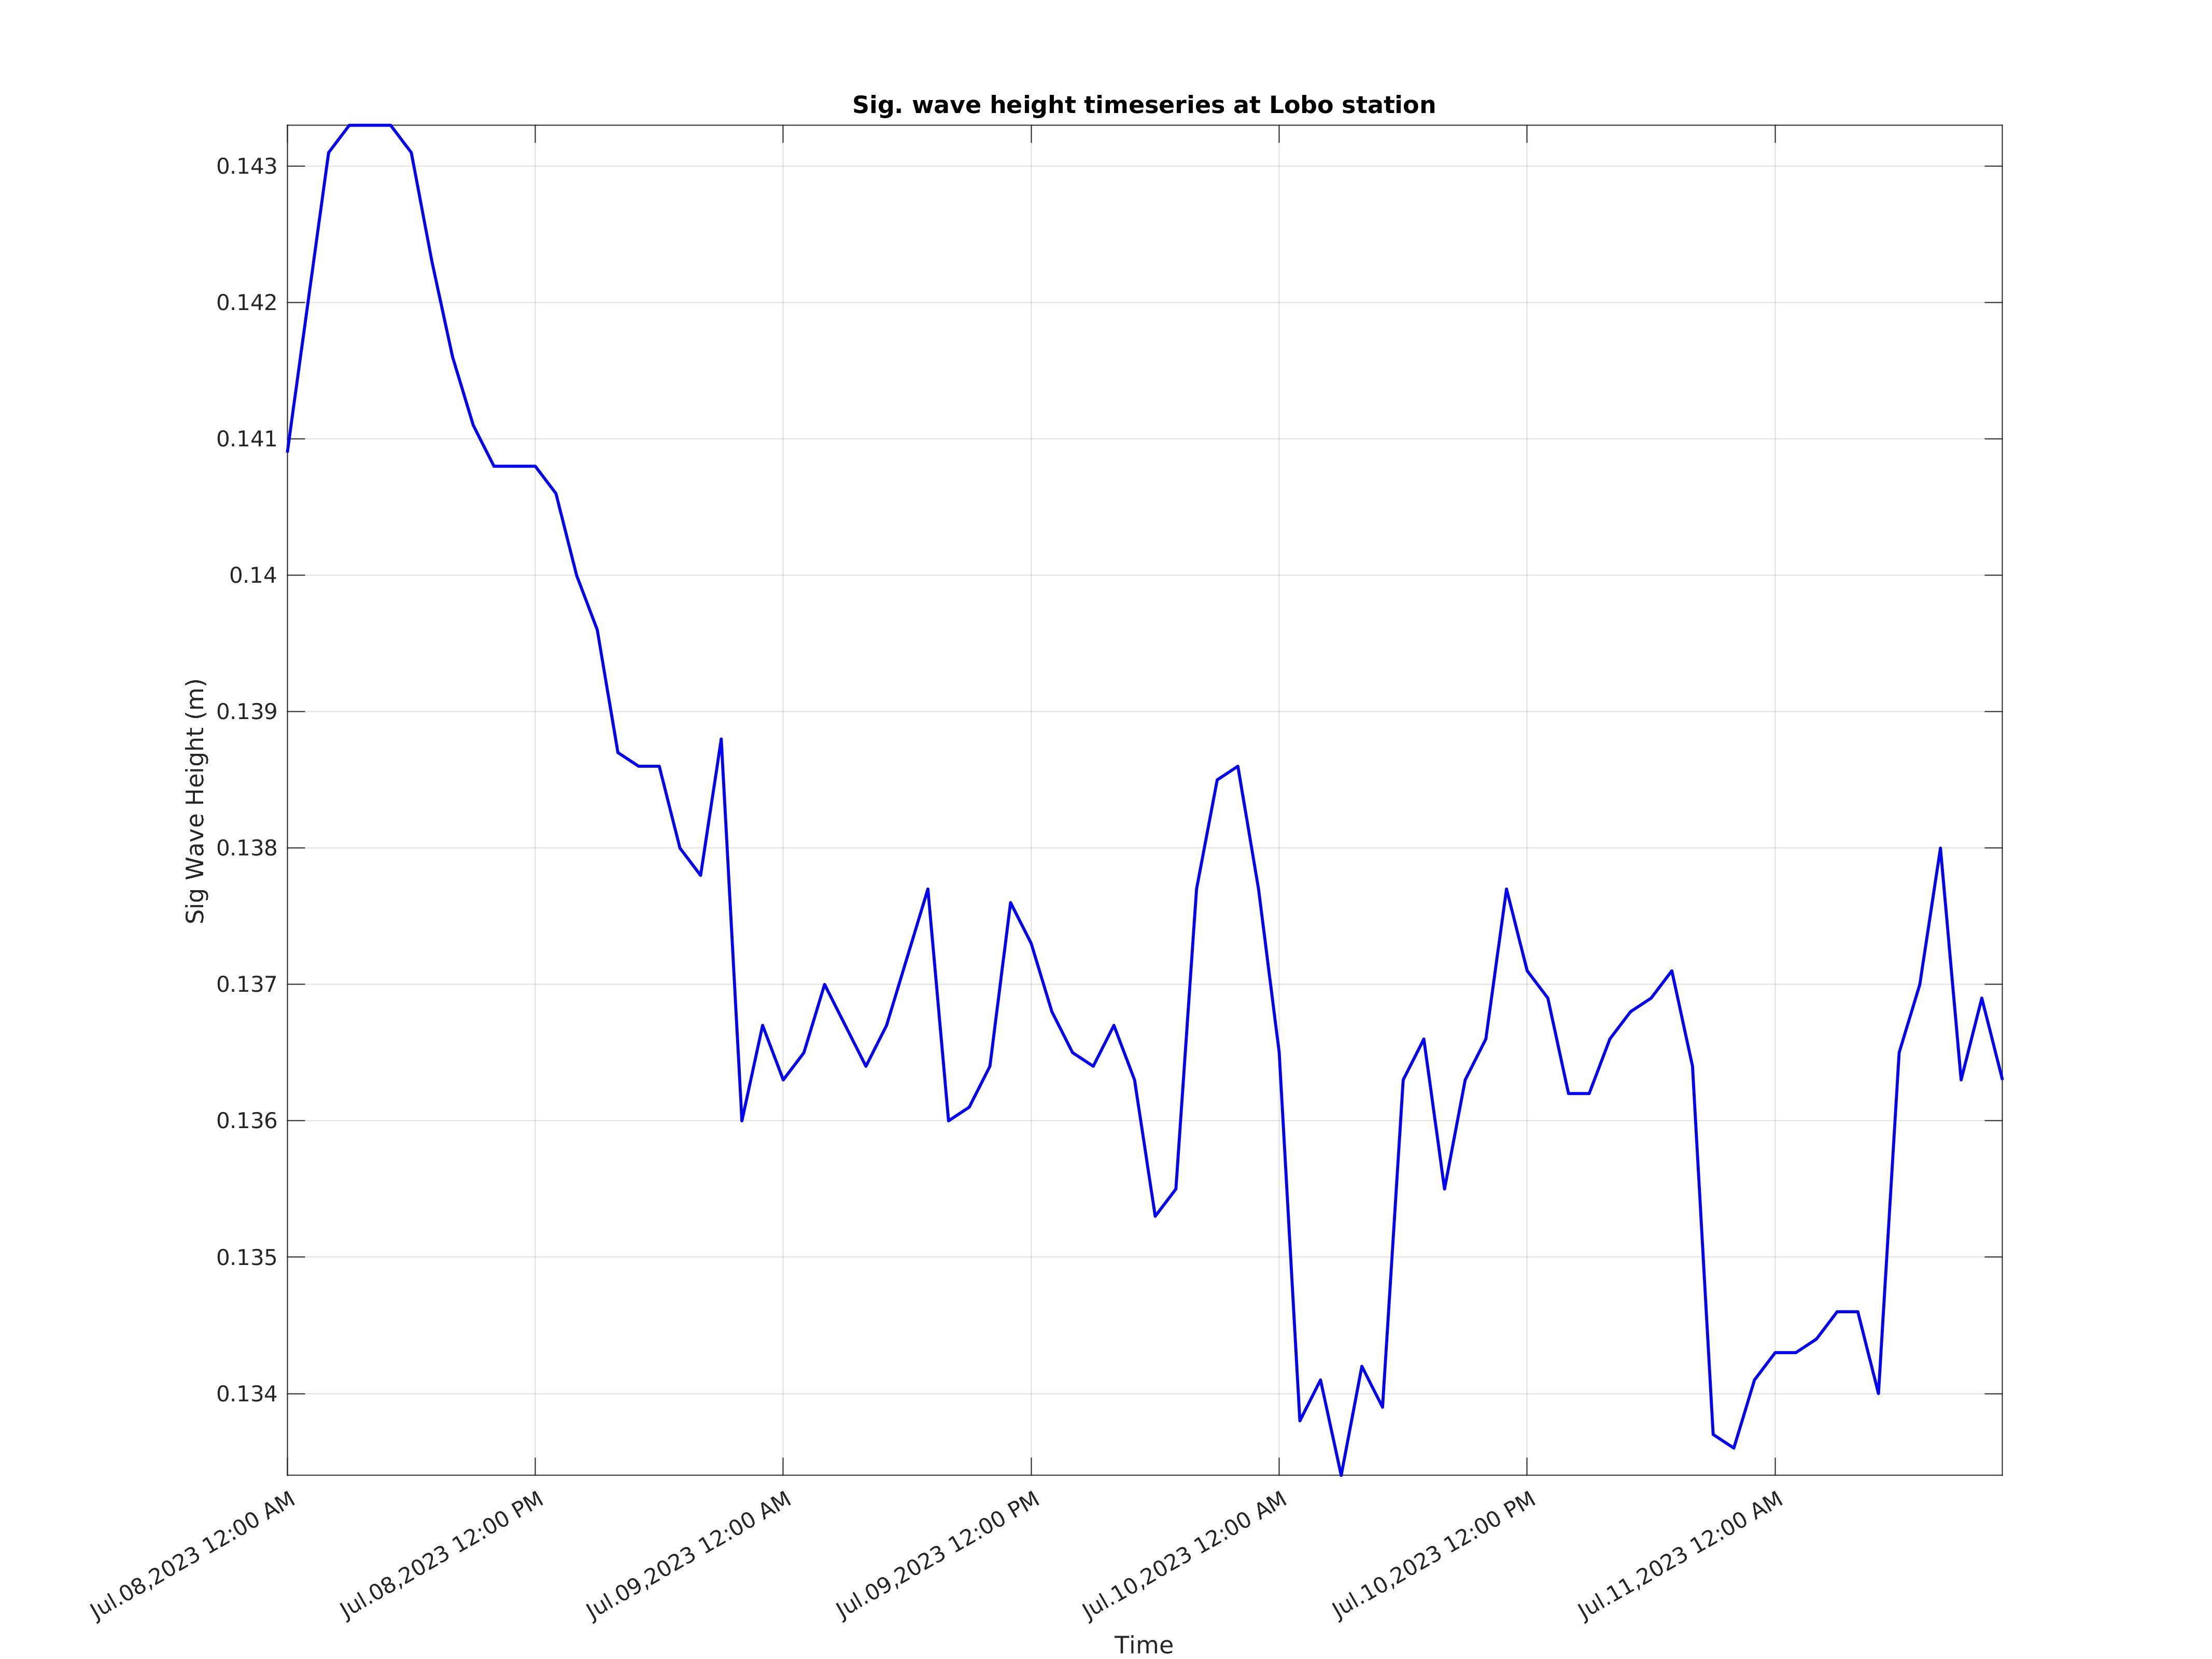 Sig. wave height timeseries at Lobo station
Sig Wave Height (m)
0.143
0.142
0.141
0.14
0.139
0.138
0.137
0.136
0.135
0.134
Jul.08,2023 12:00 AM
Jul.08,2023 12:00 PM
Jul.09,2023 12:00 AM
Jul.09,2023 12:00 PM
Jul.10,2023 12:00 AM
Jul.10,2023 12:00 PM
Jul.11,2023 12:00 AM
Time